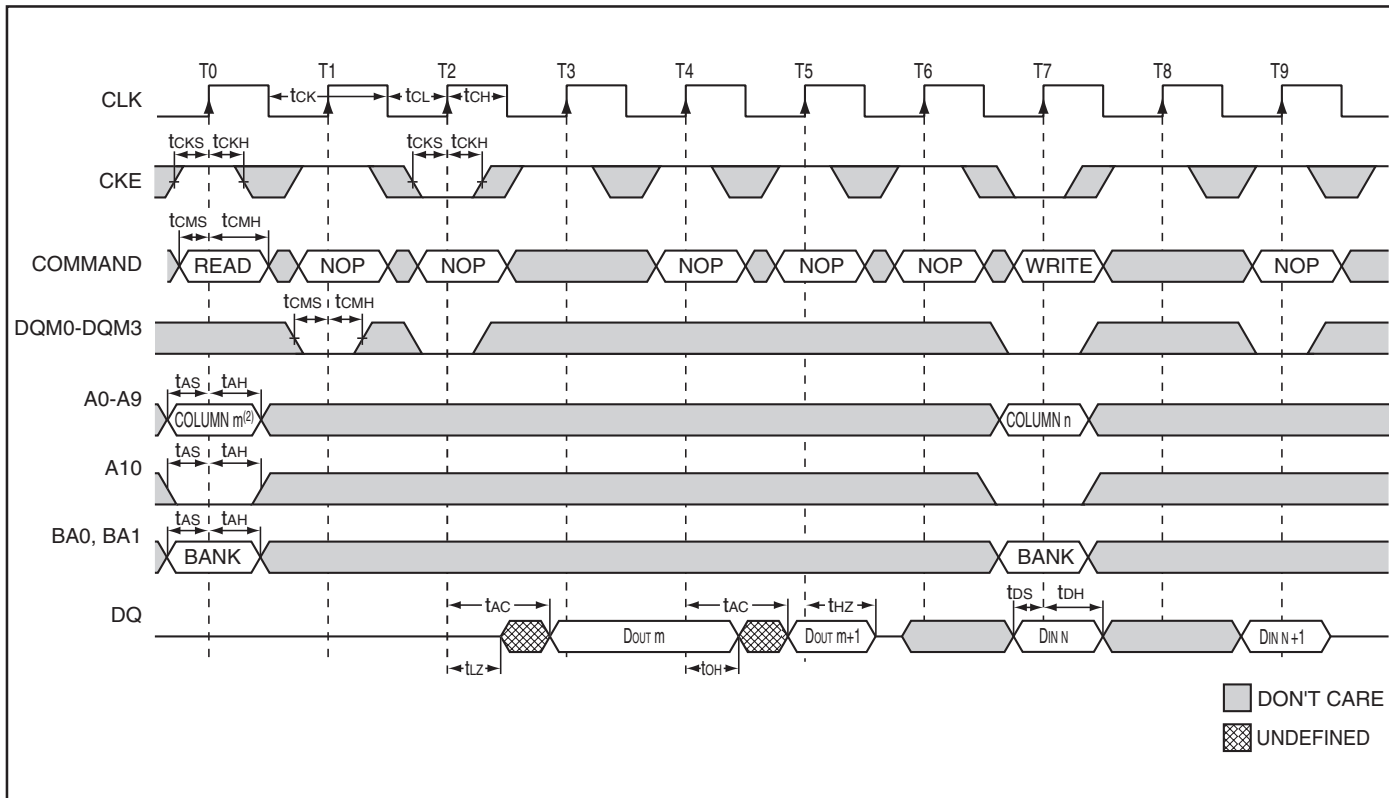 T0 T1 T2 T3 T4 T5 T6 T7 T8 T9
CLK tCK tCL tCH
tCKS tCKH tCKS tCKH
CKE
tCMS tCMH
COMMAND READ NOP NOP NOP NOP NOP WRITE NOP
tCMS tCMH
DQM0-DQM3
tAS tAH
A0-A9 COLUMN m(2) COLUMN n
tAS tAH
A10
tAS tAH
BA0, BA1 BANK BANK
tAC tAC tHZ tDS tDH
DQ DOUT m DOUT m+1 DIN N DIN N+1
tLZ tOH
DON'T CARE
UNDEFINED